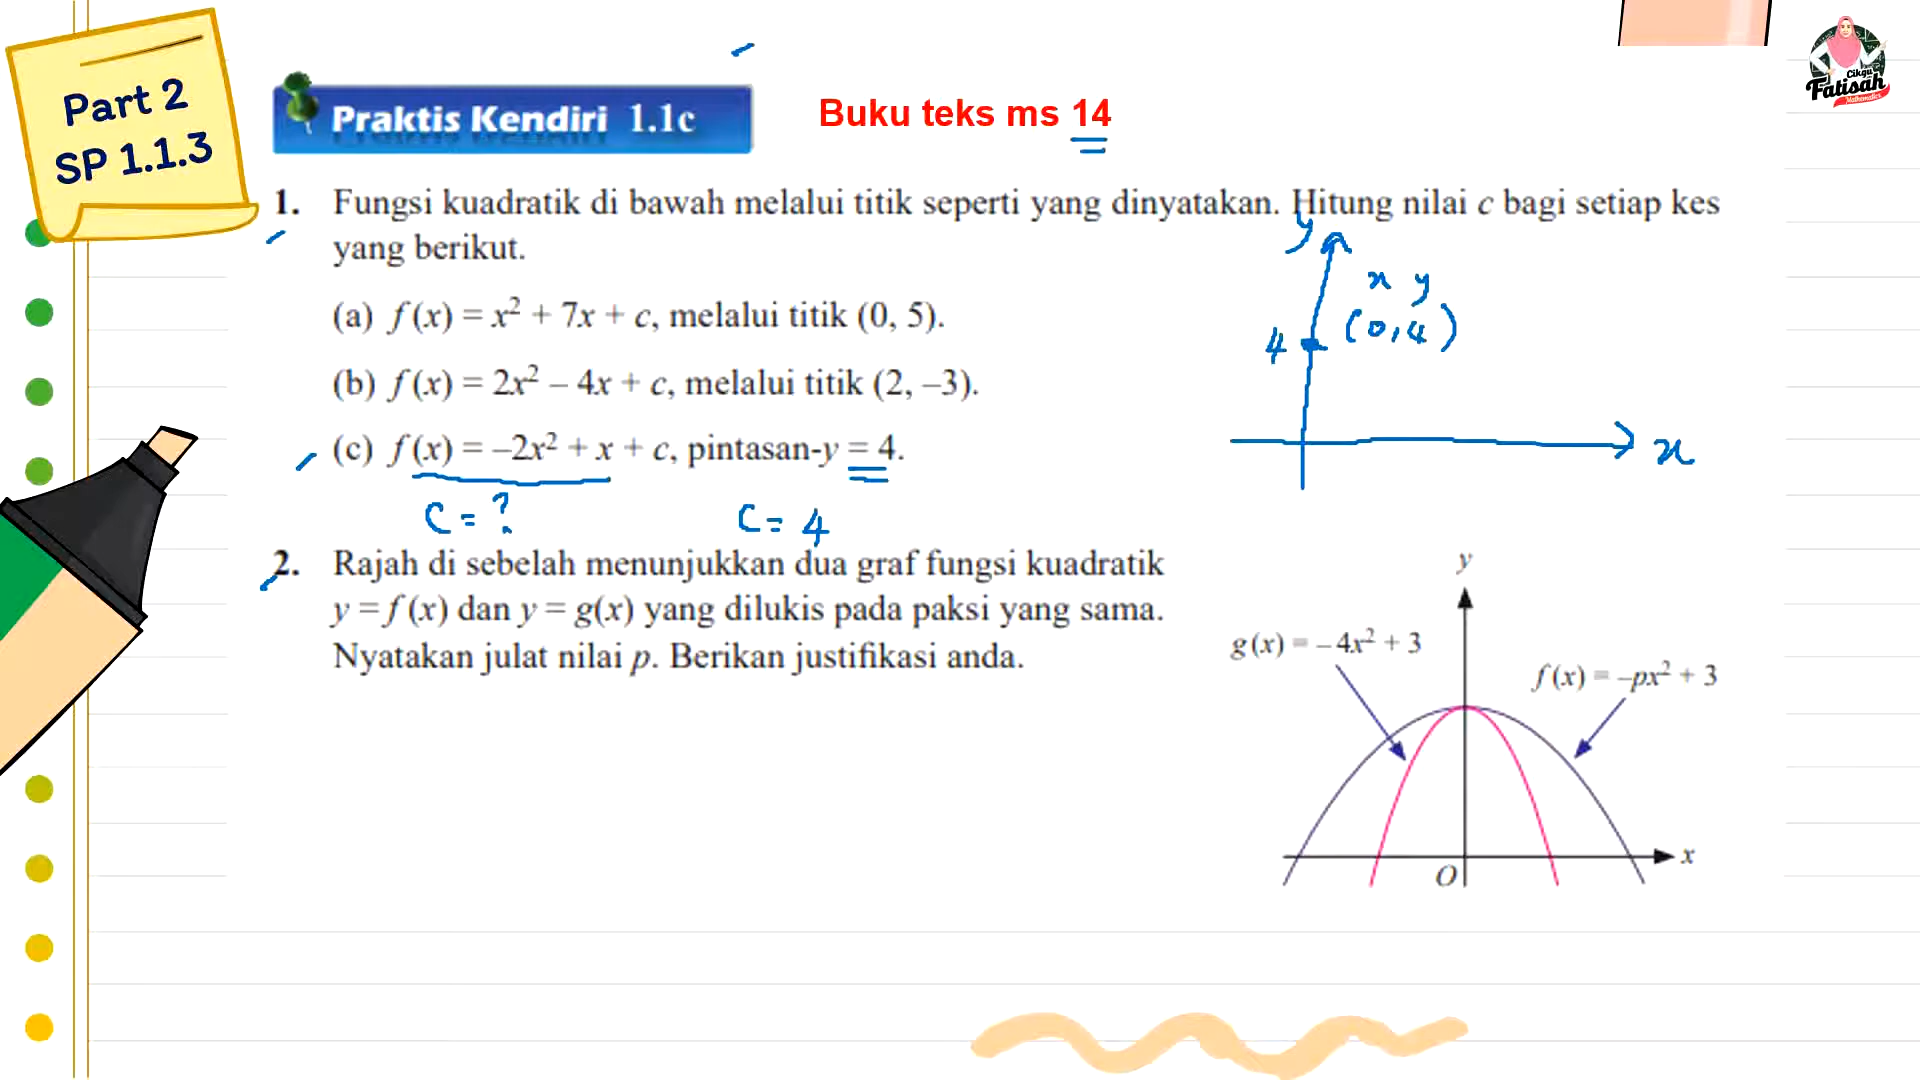 Part 2
SP 1.1.3
Praktis Kendiri 1.1c
Buku teks ms 14
Cikgu
Fatisah
Mathematics
1. Fungsi kuadratik di bawah melalui titik seperti yang dinyatakan. Hitung nilai c bagi setiap kes
yang berikut.
(a) f(x) = x² + 7x + c, melalui titik (0, 5).
(b) f(x) = 2x² – 4x + c, melalui titik (2, –3).
(c) f(x) = –2x² + x + c, pintasan-y = 4.
c = ? c = 4
y
x y
4 (0,4)
x
2. Rajah di sebelah menunjukkan dua graf fungsi kuadratik
y = f(x) dan y = g(x) yang dilukis pada paksi yang sama.
Nyatakan julat nilai p. Berikan justifikasi anda.
y
g(x) = –4x² + 3
f(x) = –px² + 3
O
x